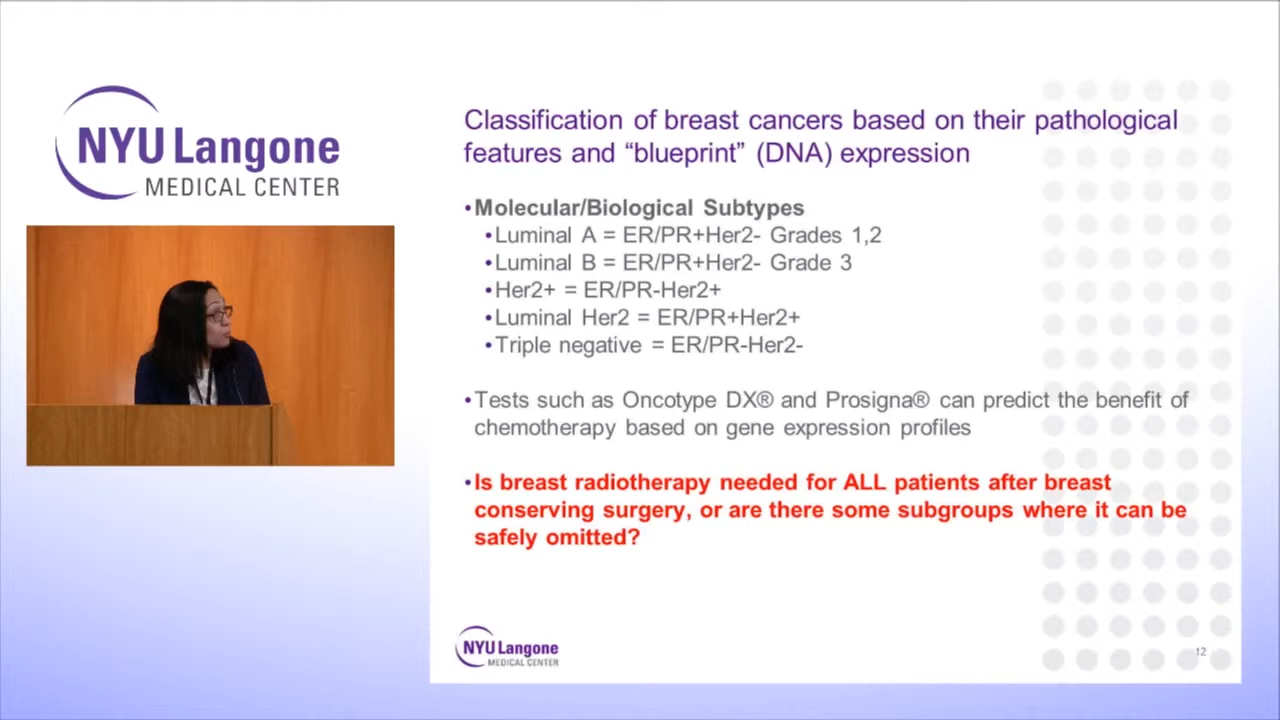 NYU Langone
MEDICAL CENTER
Classification of breast cancers based on their pathological
features and “blueprint” (DNA) expression
•Molecular/Biological Subtypes
•Luminal A = ER/PR+Her2- Grades 1,2
•Luminal B = ER/PR+Her2- Grade 3
•Her2+ = ER/PR-Her2+
•Luminal Her2 = ER/PR+Her2+
•Triple negative = ER/PR-Her2-
•Tests such as Oncotype DX® and Prosigna® can predict the benefit of
chemotherapy based on gene expression profiles
•Is breast radiotherapy needed for ALL patients after breast
conserving surgery, or are there some subgroups where it can be
safely omitted?
NYU Langone
MEDICAL CENTER
12